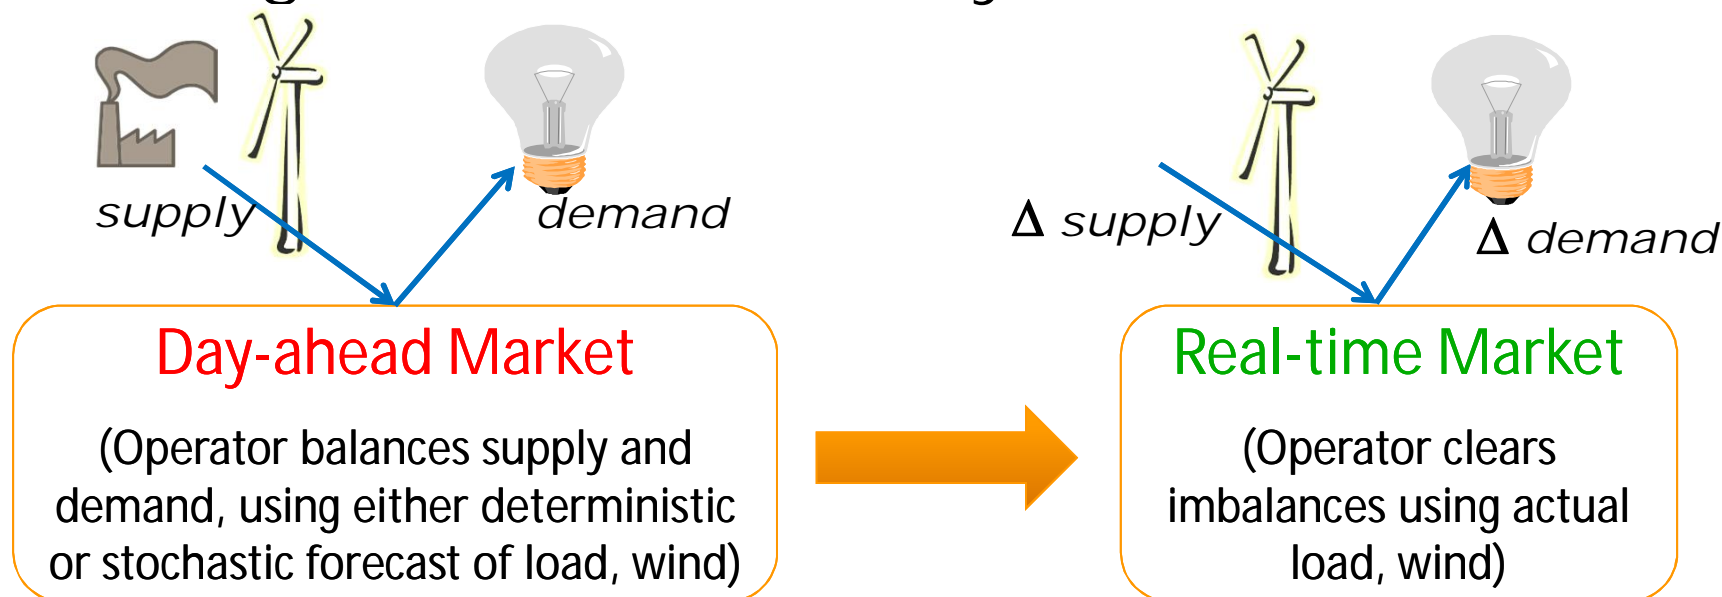 supply
demand
Δ supply
Δ demand
Day-ahead Market
(Operator balances supply and
demand, using either deterministic
or stochastic forecast of load, wind)
Real-time Market
(Operator clears
imbalances using actual
load, wind)